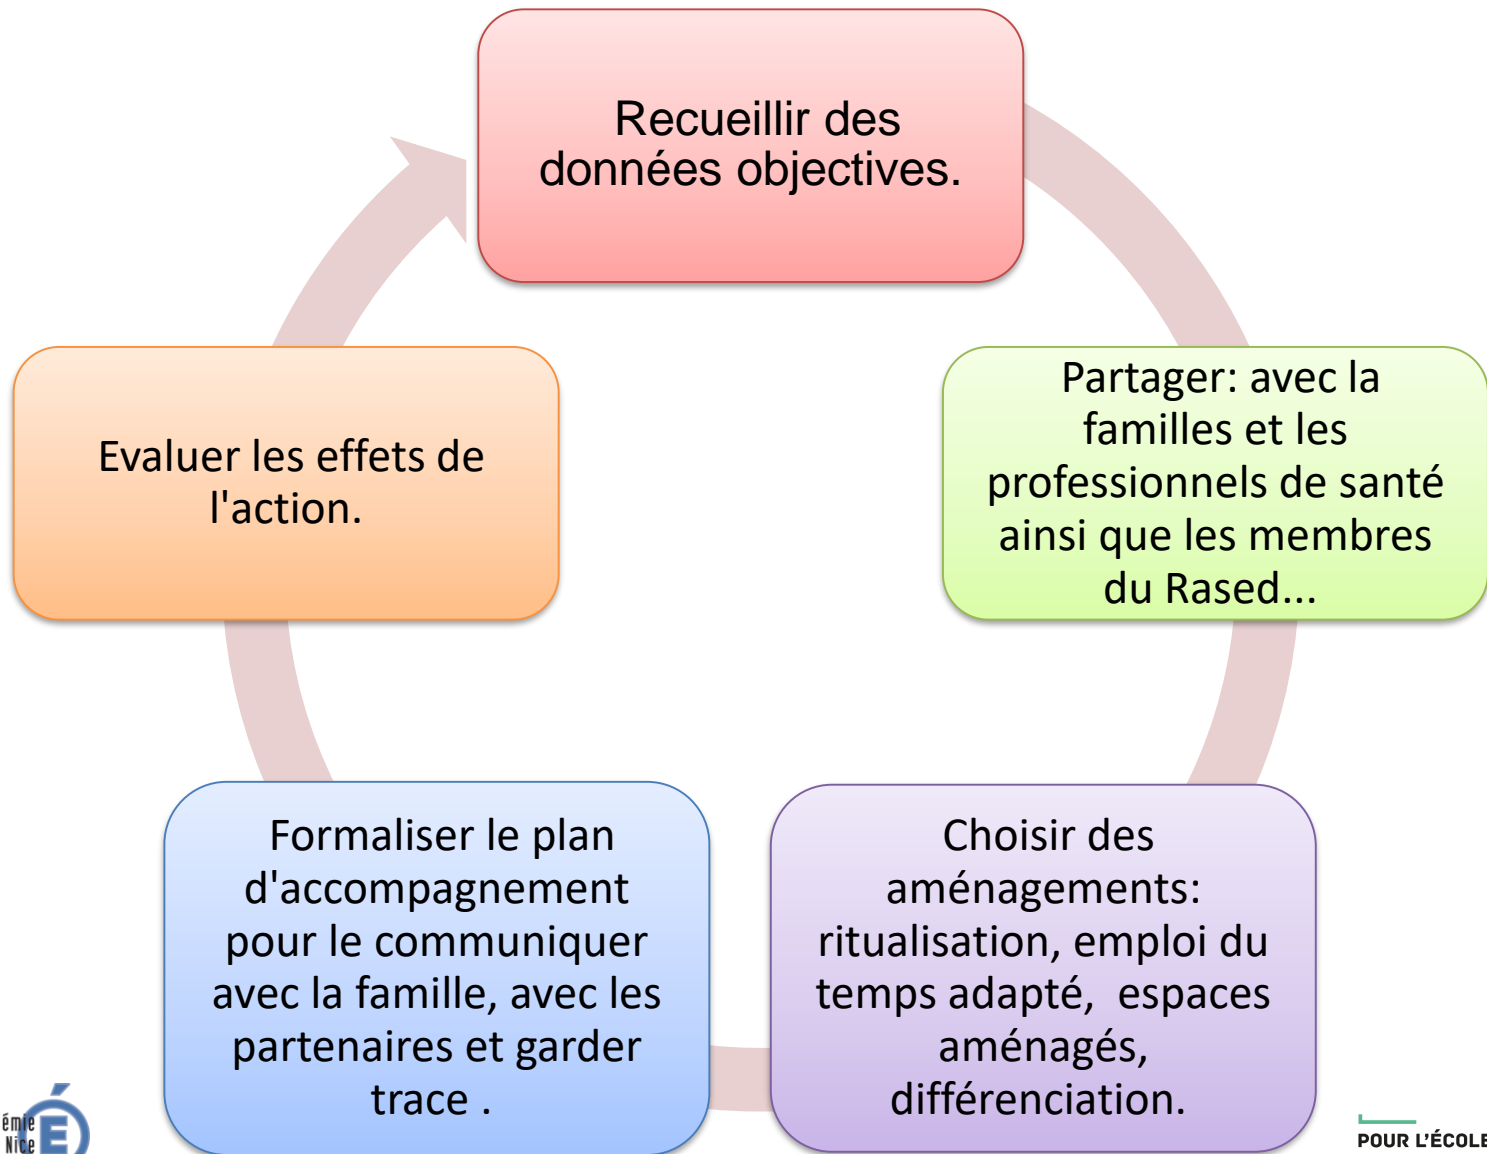 Recueillir des
données objectives.
Partager: avec la
familles et les
professionnels de santé
ainsi que les membres
du Rased...
Choisir des
aménagements:
ritualisation, emploi du
temps adapté,  espaces
aménagés,
différenciation.
Formaliser le plan
d'accompagnement
pour le communiquer
avec la famille, avec les
partenaires et garder
trace .
Evaluer les effets de
l'action.
émie
Nice
É
POUR L'ÉCOLE